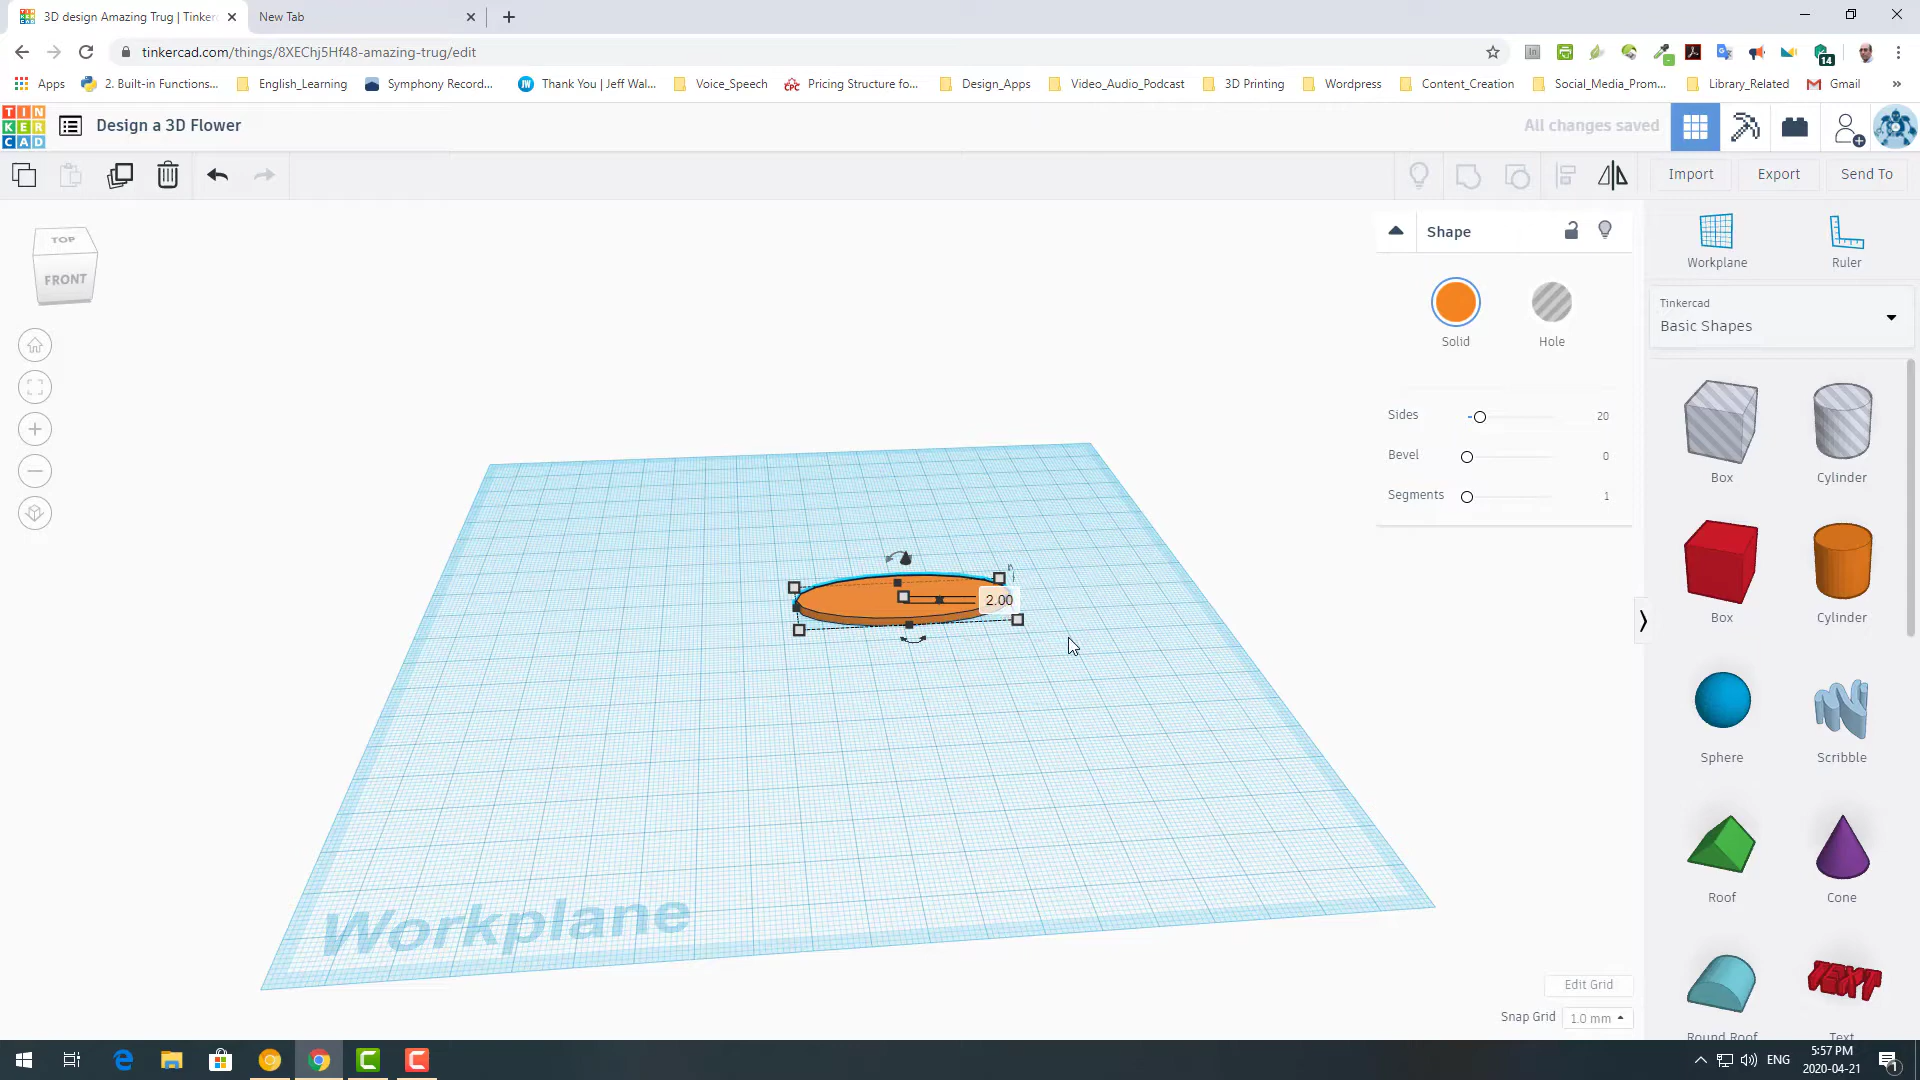 3D design Amazing Trug | Tinker
New Tab
tinkercad.com/things/8XEChj5Hf48-amazing-trug/edit
14
Apps
2. Built-in Functions...
English_Learning
Symphony Record...
Thank You | Jeff Wal...
Voice_Speech
Pricing Structure fo...
Design_Apps
Video_Audio_Podcast
3D Printing
Wordpress
Content_Creation
Social_Media_Prom...
Library_Related
Gmail
»
TIN
KER
CAD
Design a 3D Flower
All changes saved
Import
Export
Send To
TOP
FRONT
Shape
Solid
Hole
Sides
20
Bevel
0
Segments
1
Workplane
Ruler
Tinkercad
Basic Shapes
Box
Cylinder
Box
Cylinder
Sphere
Scribble
Roof
Cone
TEXT
Round Roof
Text
2.00
Workplane
Edit Grid
Snap Grid
1.0 mm
ENG
5:57 PM
2020-04-21
1